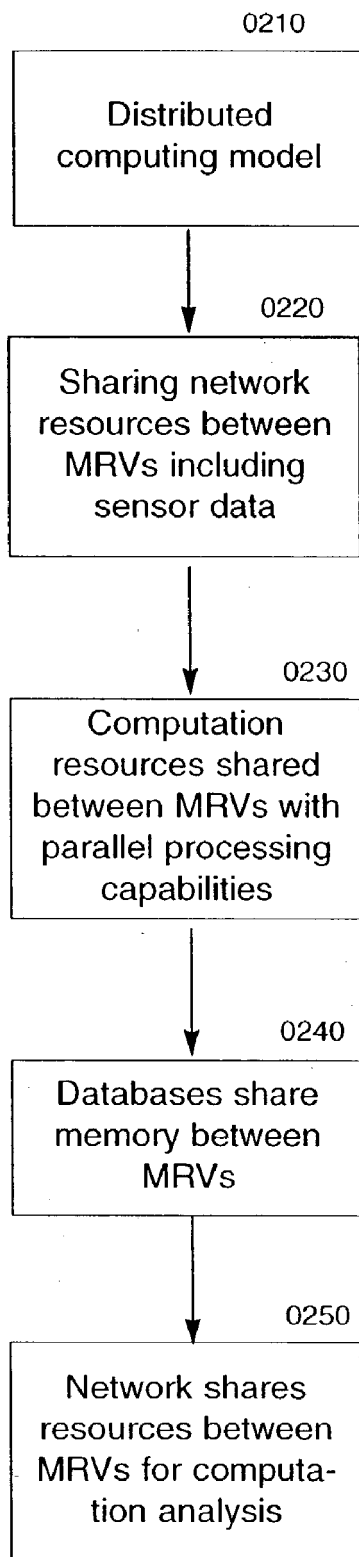 0210
Distributed
computing model
0220
Sharing network
resources between
MRVs including
sensor data
0230
Computation
resources shared
between MRVs with
parallel processing
capabilities
0240
Databases share
memory between
MRVs
0250
Network shares
resources between
MRVs for computa-
tion analysis